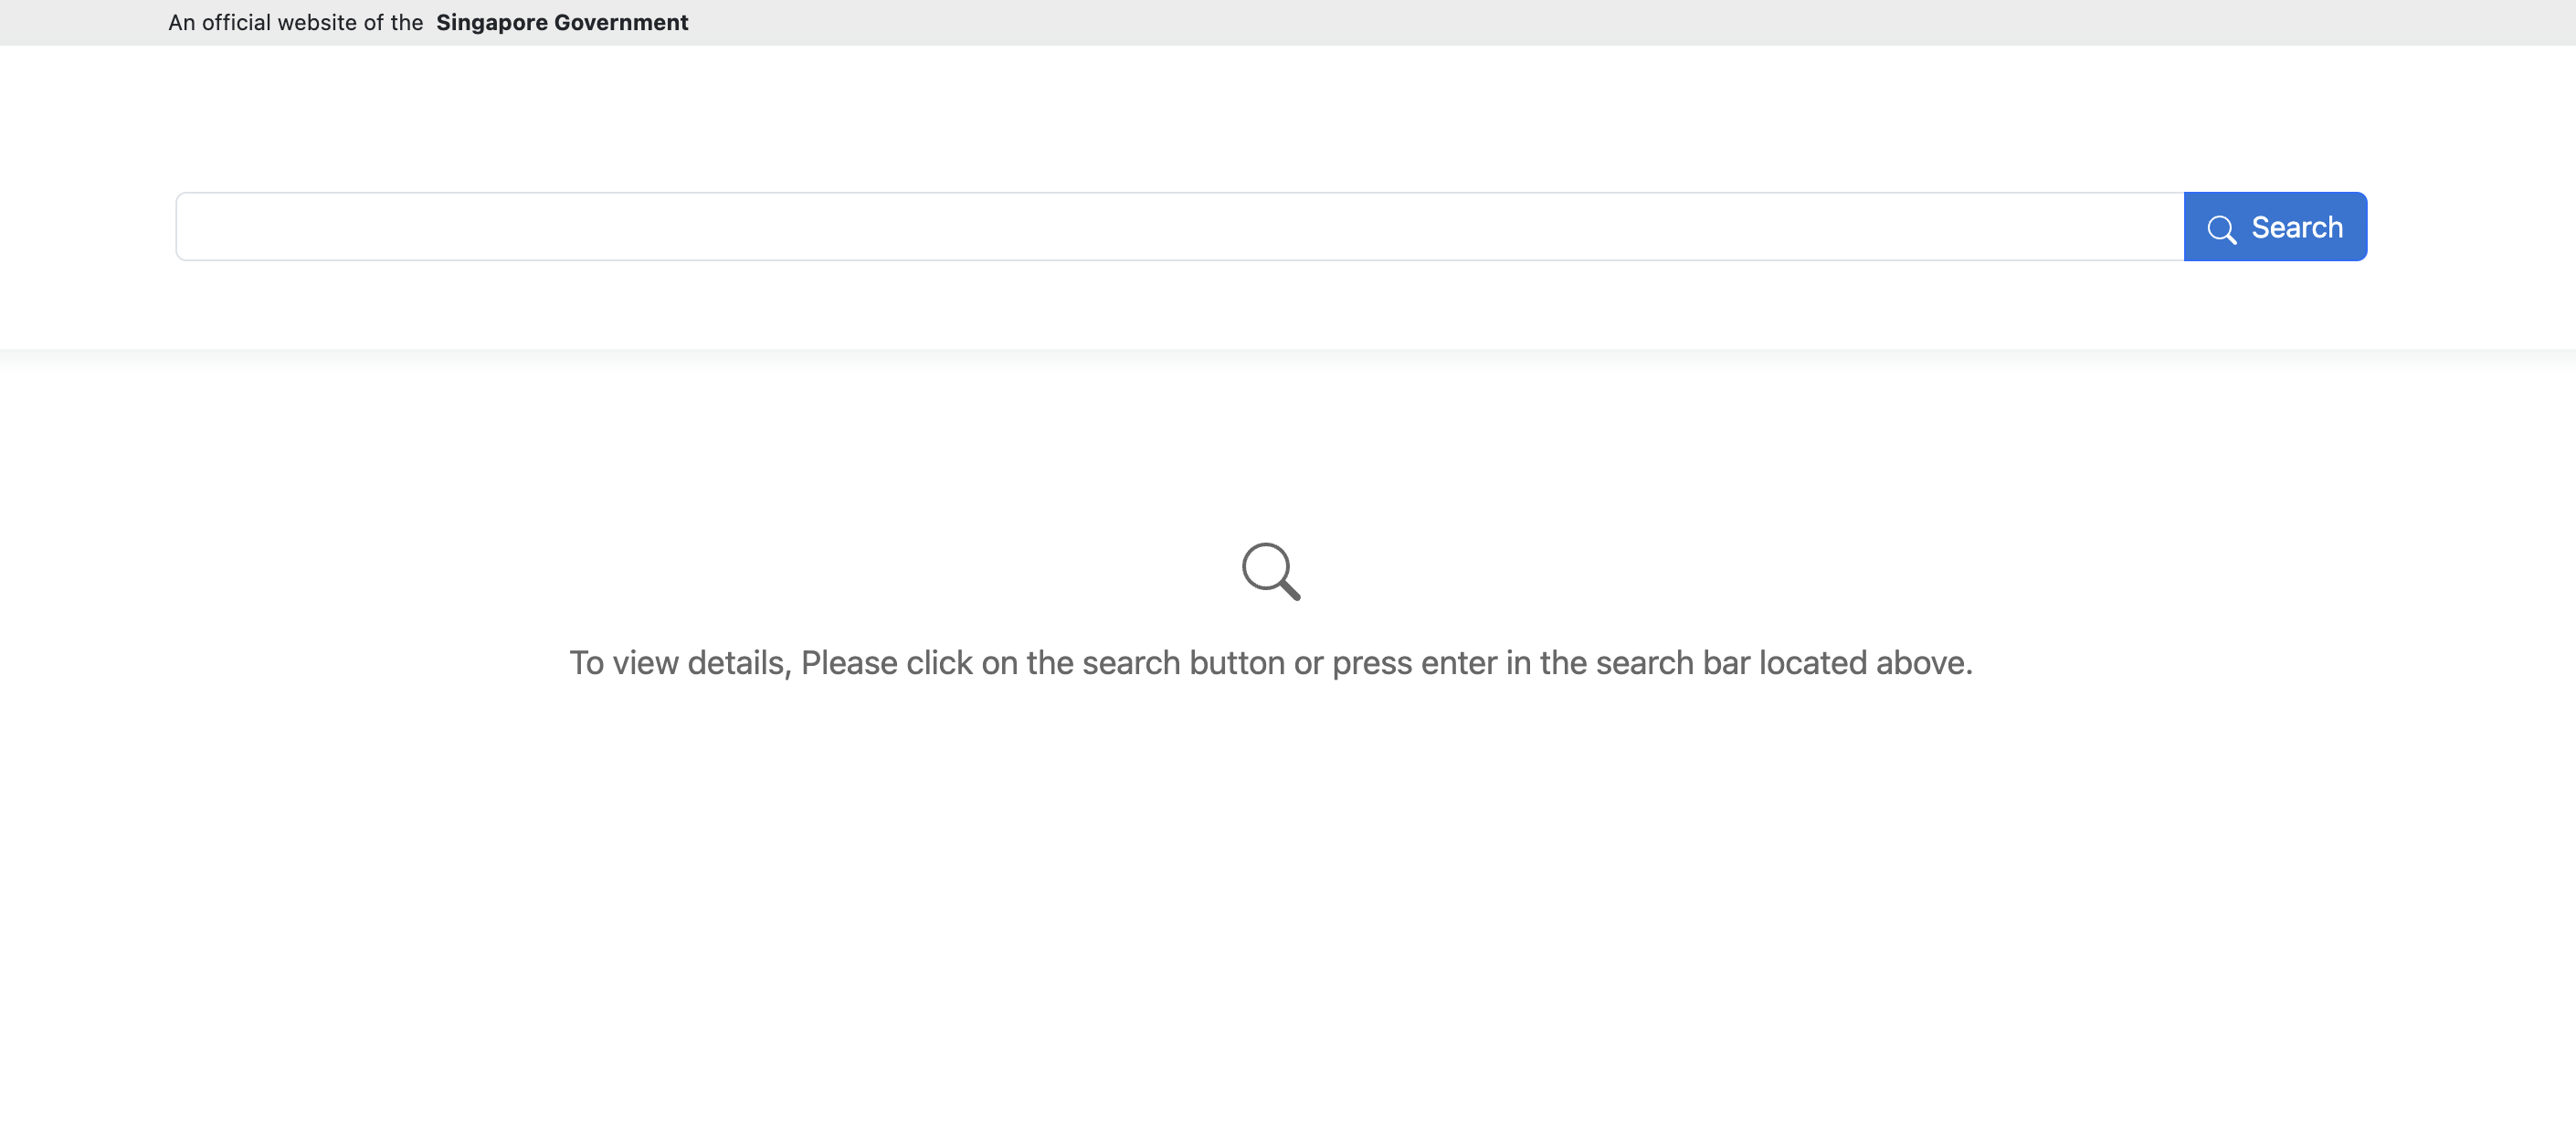 An official website of the Singapore Government
Search
To view details, Please click on the search button or press enter in the search bar located above.